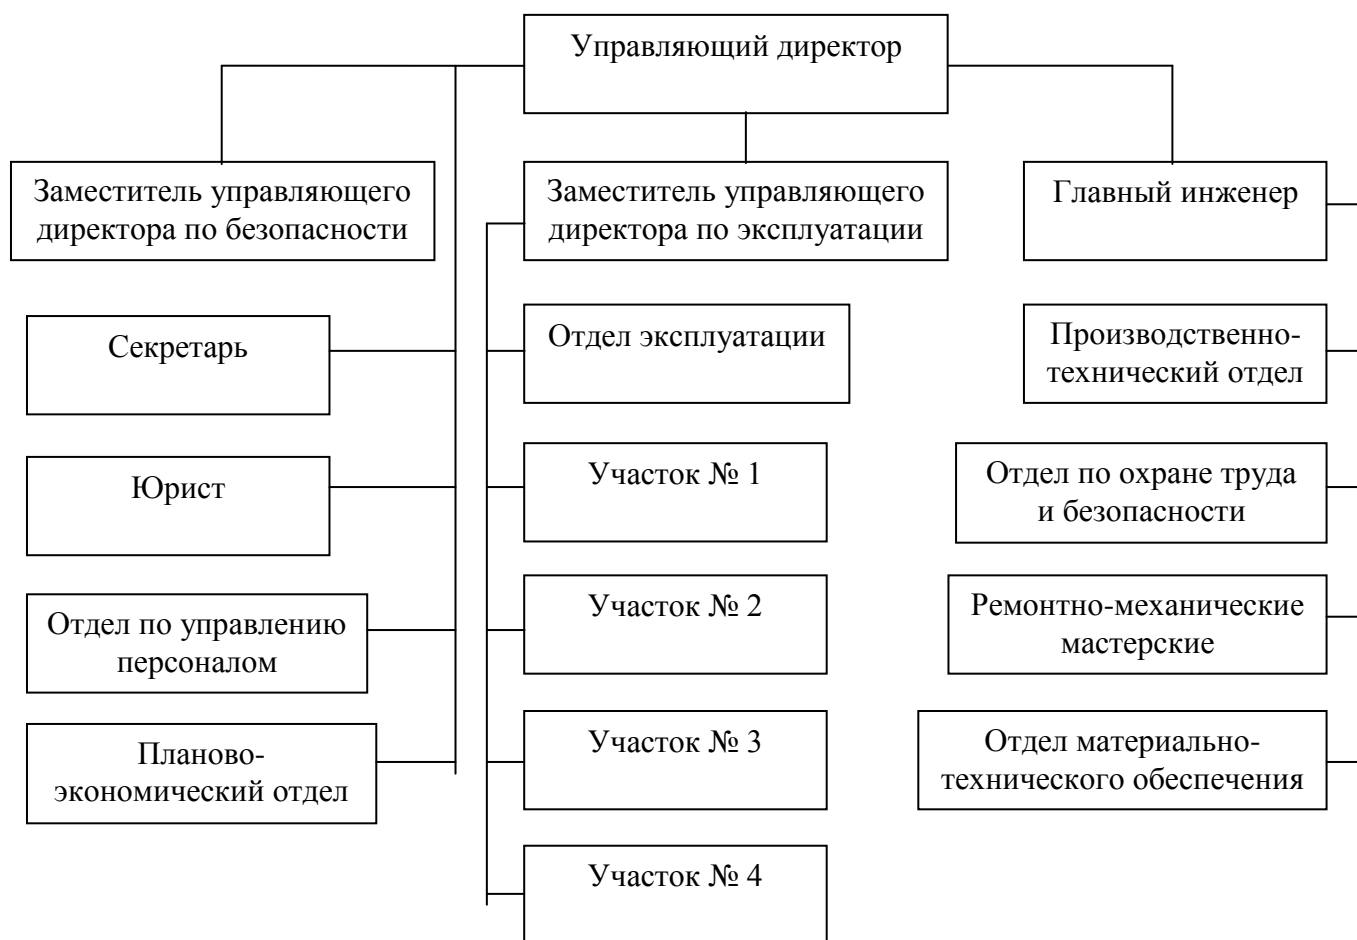 Управляющий директор
Заместитель управляющего
директора по безопасности
Заместитель управляющего
директора по эксплуатации
Главный инженер
Секретарь
Отдел эксплуатации
Производственно-
технический отдел
Юрист
Участок № 1
Отдел по охране труда
и безопасности
Отдел по управлению
персоналом
Участок № 2
Ремонтно-механические
мастерские
Планово-
экономический отдел
Участок № 3
Отдел материально-
технического обеспечения
Участок № 4